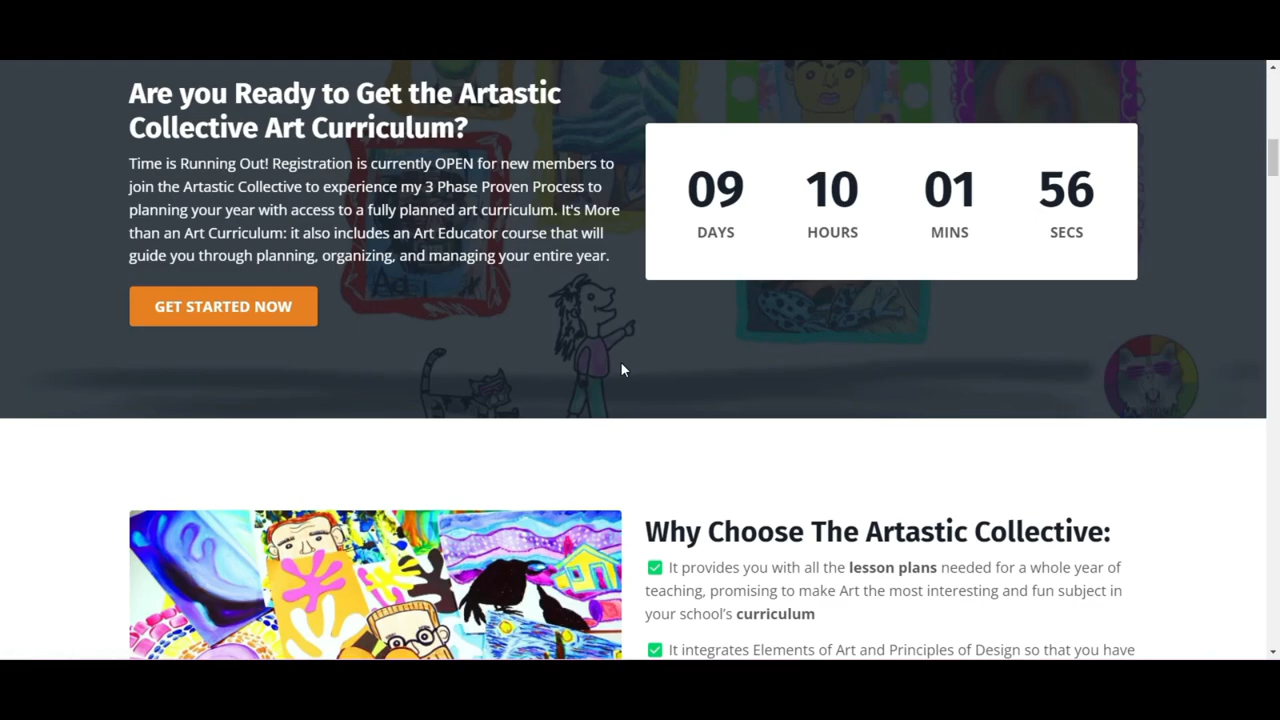 Are you Ready to Get the Artastic
Collective Art Curriculum?
Time is Running Out! Registration is currently OPEN for new members to
join the Artastic Collective to experience my 3 Phase Proven Process to
planning your year with access to a fully planned art curriculum. It's More
than an Art Curriculum: it also includes an Art Educator course that will
guide you through planning, organizing, and managing your entire year.
GET STARTED NOW
09 10 01 56
DAYS HOURS MINS SECS
Why Choose The Artastic Collective:
It provides you with all the lesson plans needed for a whole year of
teaching, promising to make Art the most interesting and fun subject in
your school's curriculum
It integrates Elements of Art and Principles of Design so that you have